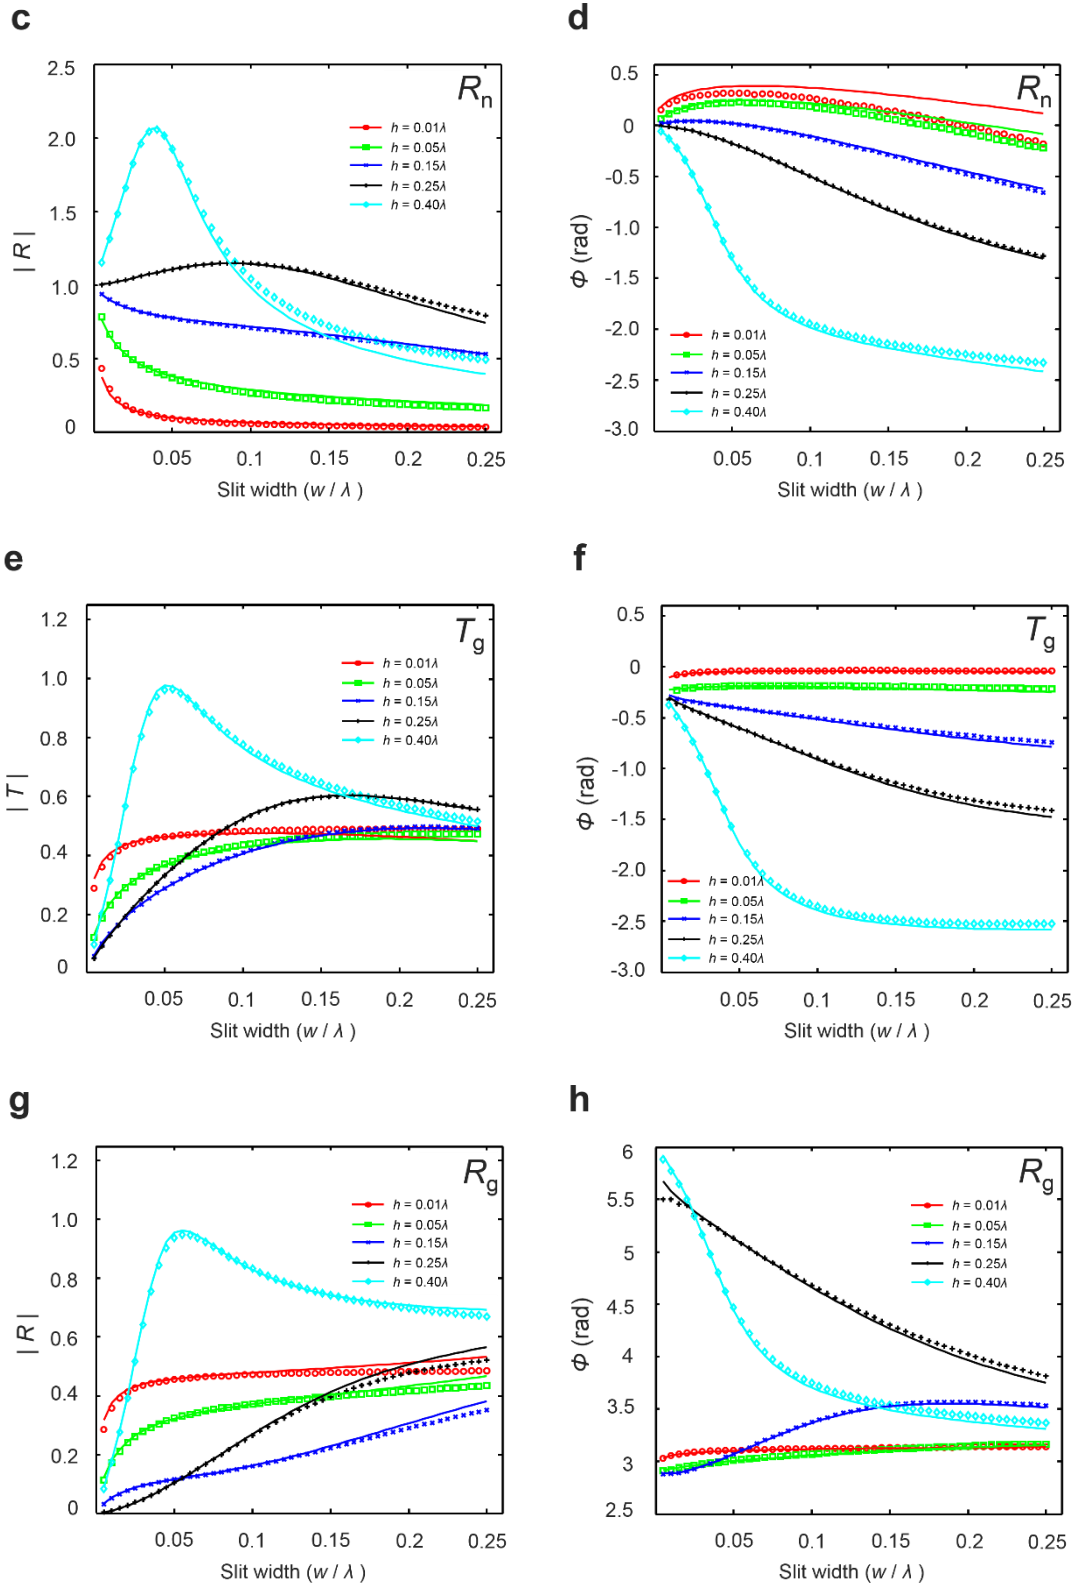 c
R_n
2.5
2.0
1.5
1.0
0.5
0
| R |
h = 0.01λ
h = 0.05λ
h = 0.15λ
h = 0.25λ
h = 0.40λ
0.05 0.1 0.15 0.2 0.25
Slit width (w / λ )
d
R_n
0.5
0
-0.5
-1.0
-1.5
-2.0
-2.5
-3.0
Φ (rad)
h = 0.01λ
h = 0.05λ
h = 0.15λ
h = 0.25λ
h = 0.40λ
0.05 0.1 0.15 0.2 0.25
Slit width (w / λ )
e
T_g
1.2
1.0
0.8
0.6
0.4
0.2
0
| T |
h = 0.01λ
h = 0.05λ
h = 0.15λ
h = 0.25λ
h = 0.40λ
0.05 0.1 0.15 0.2 0.25
Slit width (w / λ )
f
T_g
0.5
0
-0.5
-1.0
-1.5
-2.0
-2.5
-3.0
Φ (rad)
h = 0.01λ
h = 0.05λ
h = 0.15λ
h = 0.25λ
h = 0.40λ
0.05 0.1 0.15 0.2 0.25
Slit width (w / λ )
g
R_g
1.2
1.0
0.8
0.6
0.4
0.2
0
| R |
h = 0.01λ
h = 0.05λ
h = 0.15λ
h = 0.25λ
h = 0.40λ
0.05 0.1 0.15 0.2 0.25
Slit width (w / λ )
h
R_g
6
5.5
5
4.5
4
3.5
3
2.5
Φ (rad)
h = 0.01λ
h = 0.05λ
h = 0.15λ
h = 0.25λ
h = 0.40λ
0.05 0.1 0.15 0.2 0.25
Slit width (w / λ )